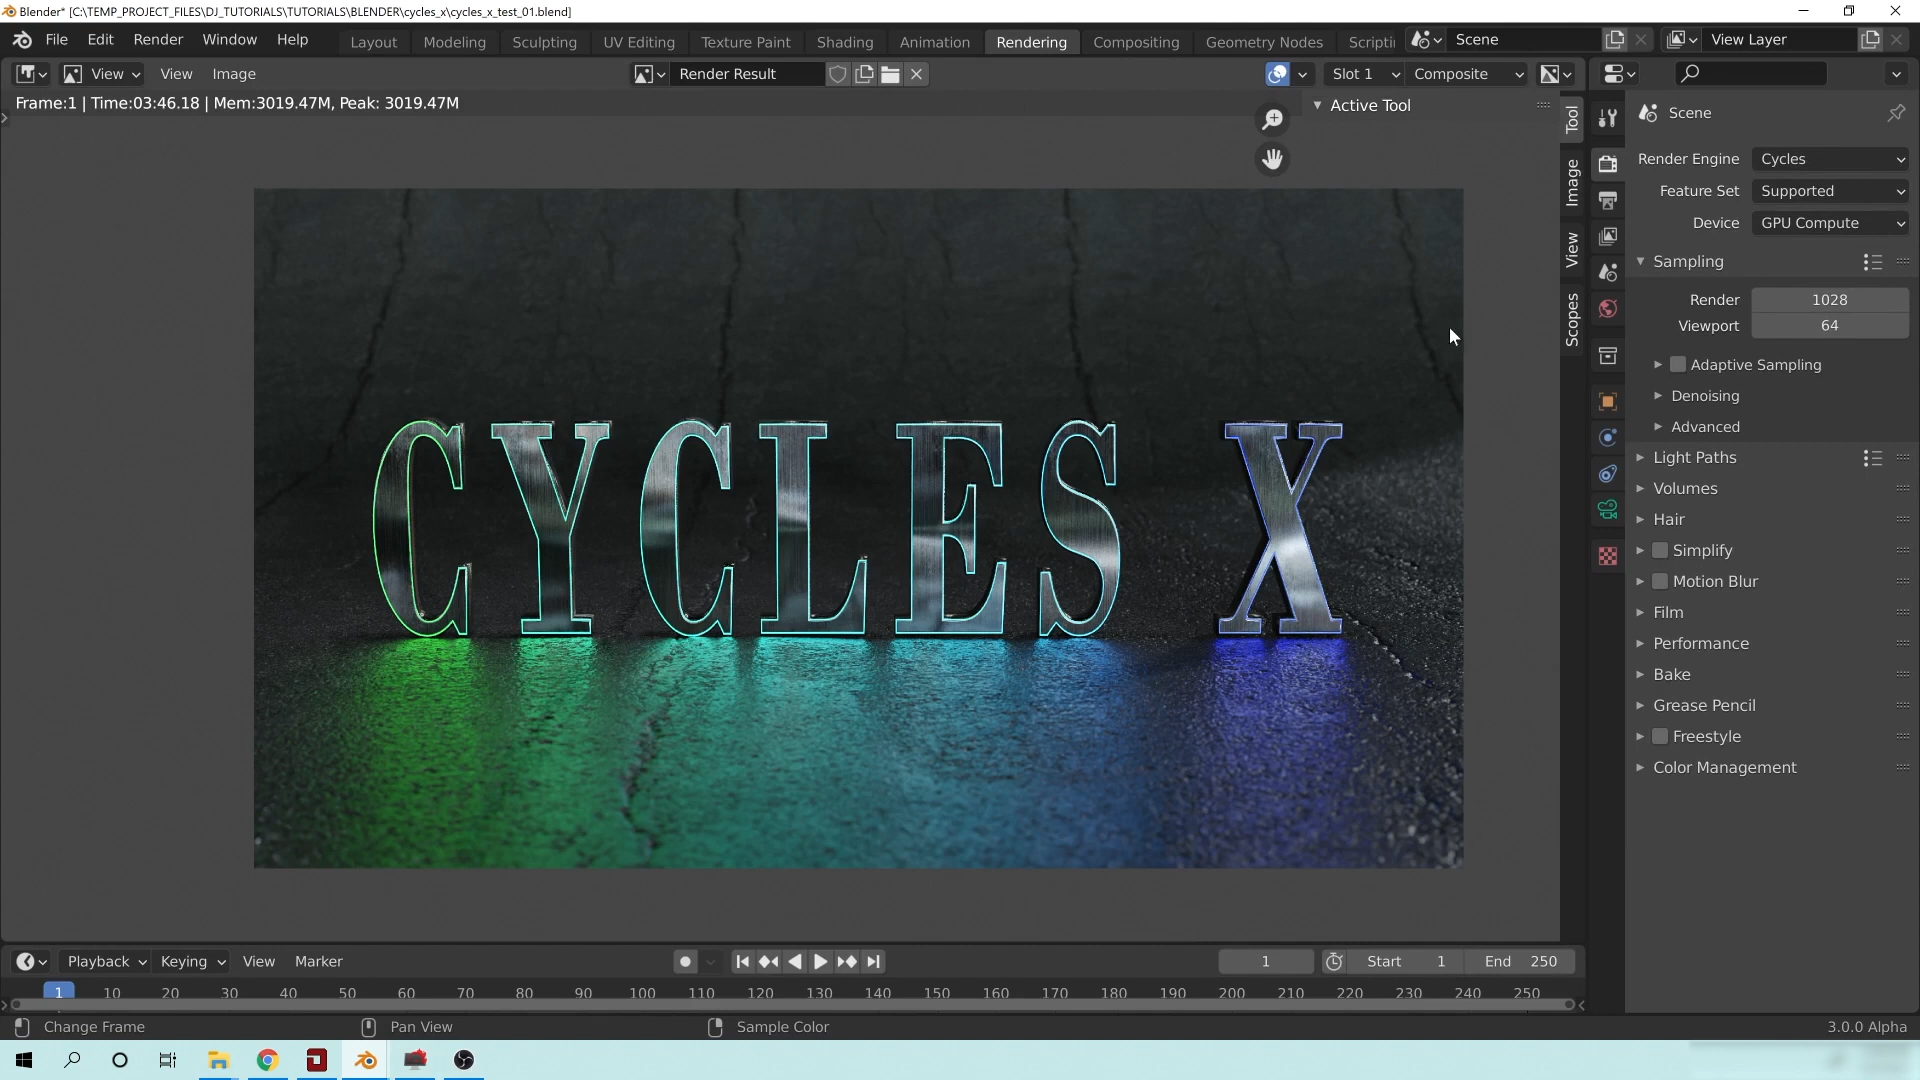 Blender* [C:\TEMP_PROJECT_FILES\DJ_TUTORIALS\TUTORIALS\BLENDER\cycles_x\cycles_x_test_01.blend]
File Edit Render Window Help Layout Modeling Sculpting UV Editing Texture Paint Shading Animation Rendering Compositing Geometry Nodes Scripti Scene View Layer
View View Image Render Result Slot 1 Composite
Frame:1 | Time:03:46.18 | Mem:3019.47M, Peak: 3019.47M
Active Tool
Tool
Image
View
Scopes
Scene
Render Engine Cycles
Feature Set Supported
Device GPU Compute
Sampling
Render 1028
Viewport 64
Adaptive Sampling
Denoising
Advanced
Light Paths
Volumes
Hair
Simplify
Motion Blur
Film
Performance
Bake
Grease Pencil
Freestyle
Color Management
CYCLES X
Playback Keying View Marker 1 Start 1 End 250
1 10 20 30 40 50 60 70 80 90 100 110 120 130 140 150 160 170 180 190 200 210 220 230 240 250
Change Frame Pan View Sample Color 3.0.0 Alpha